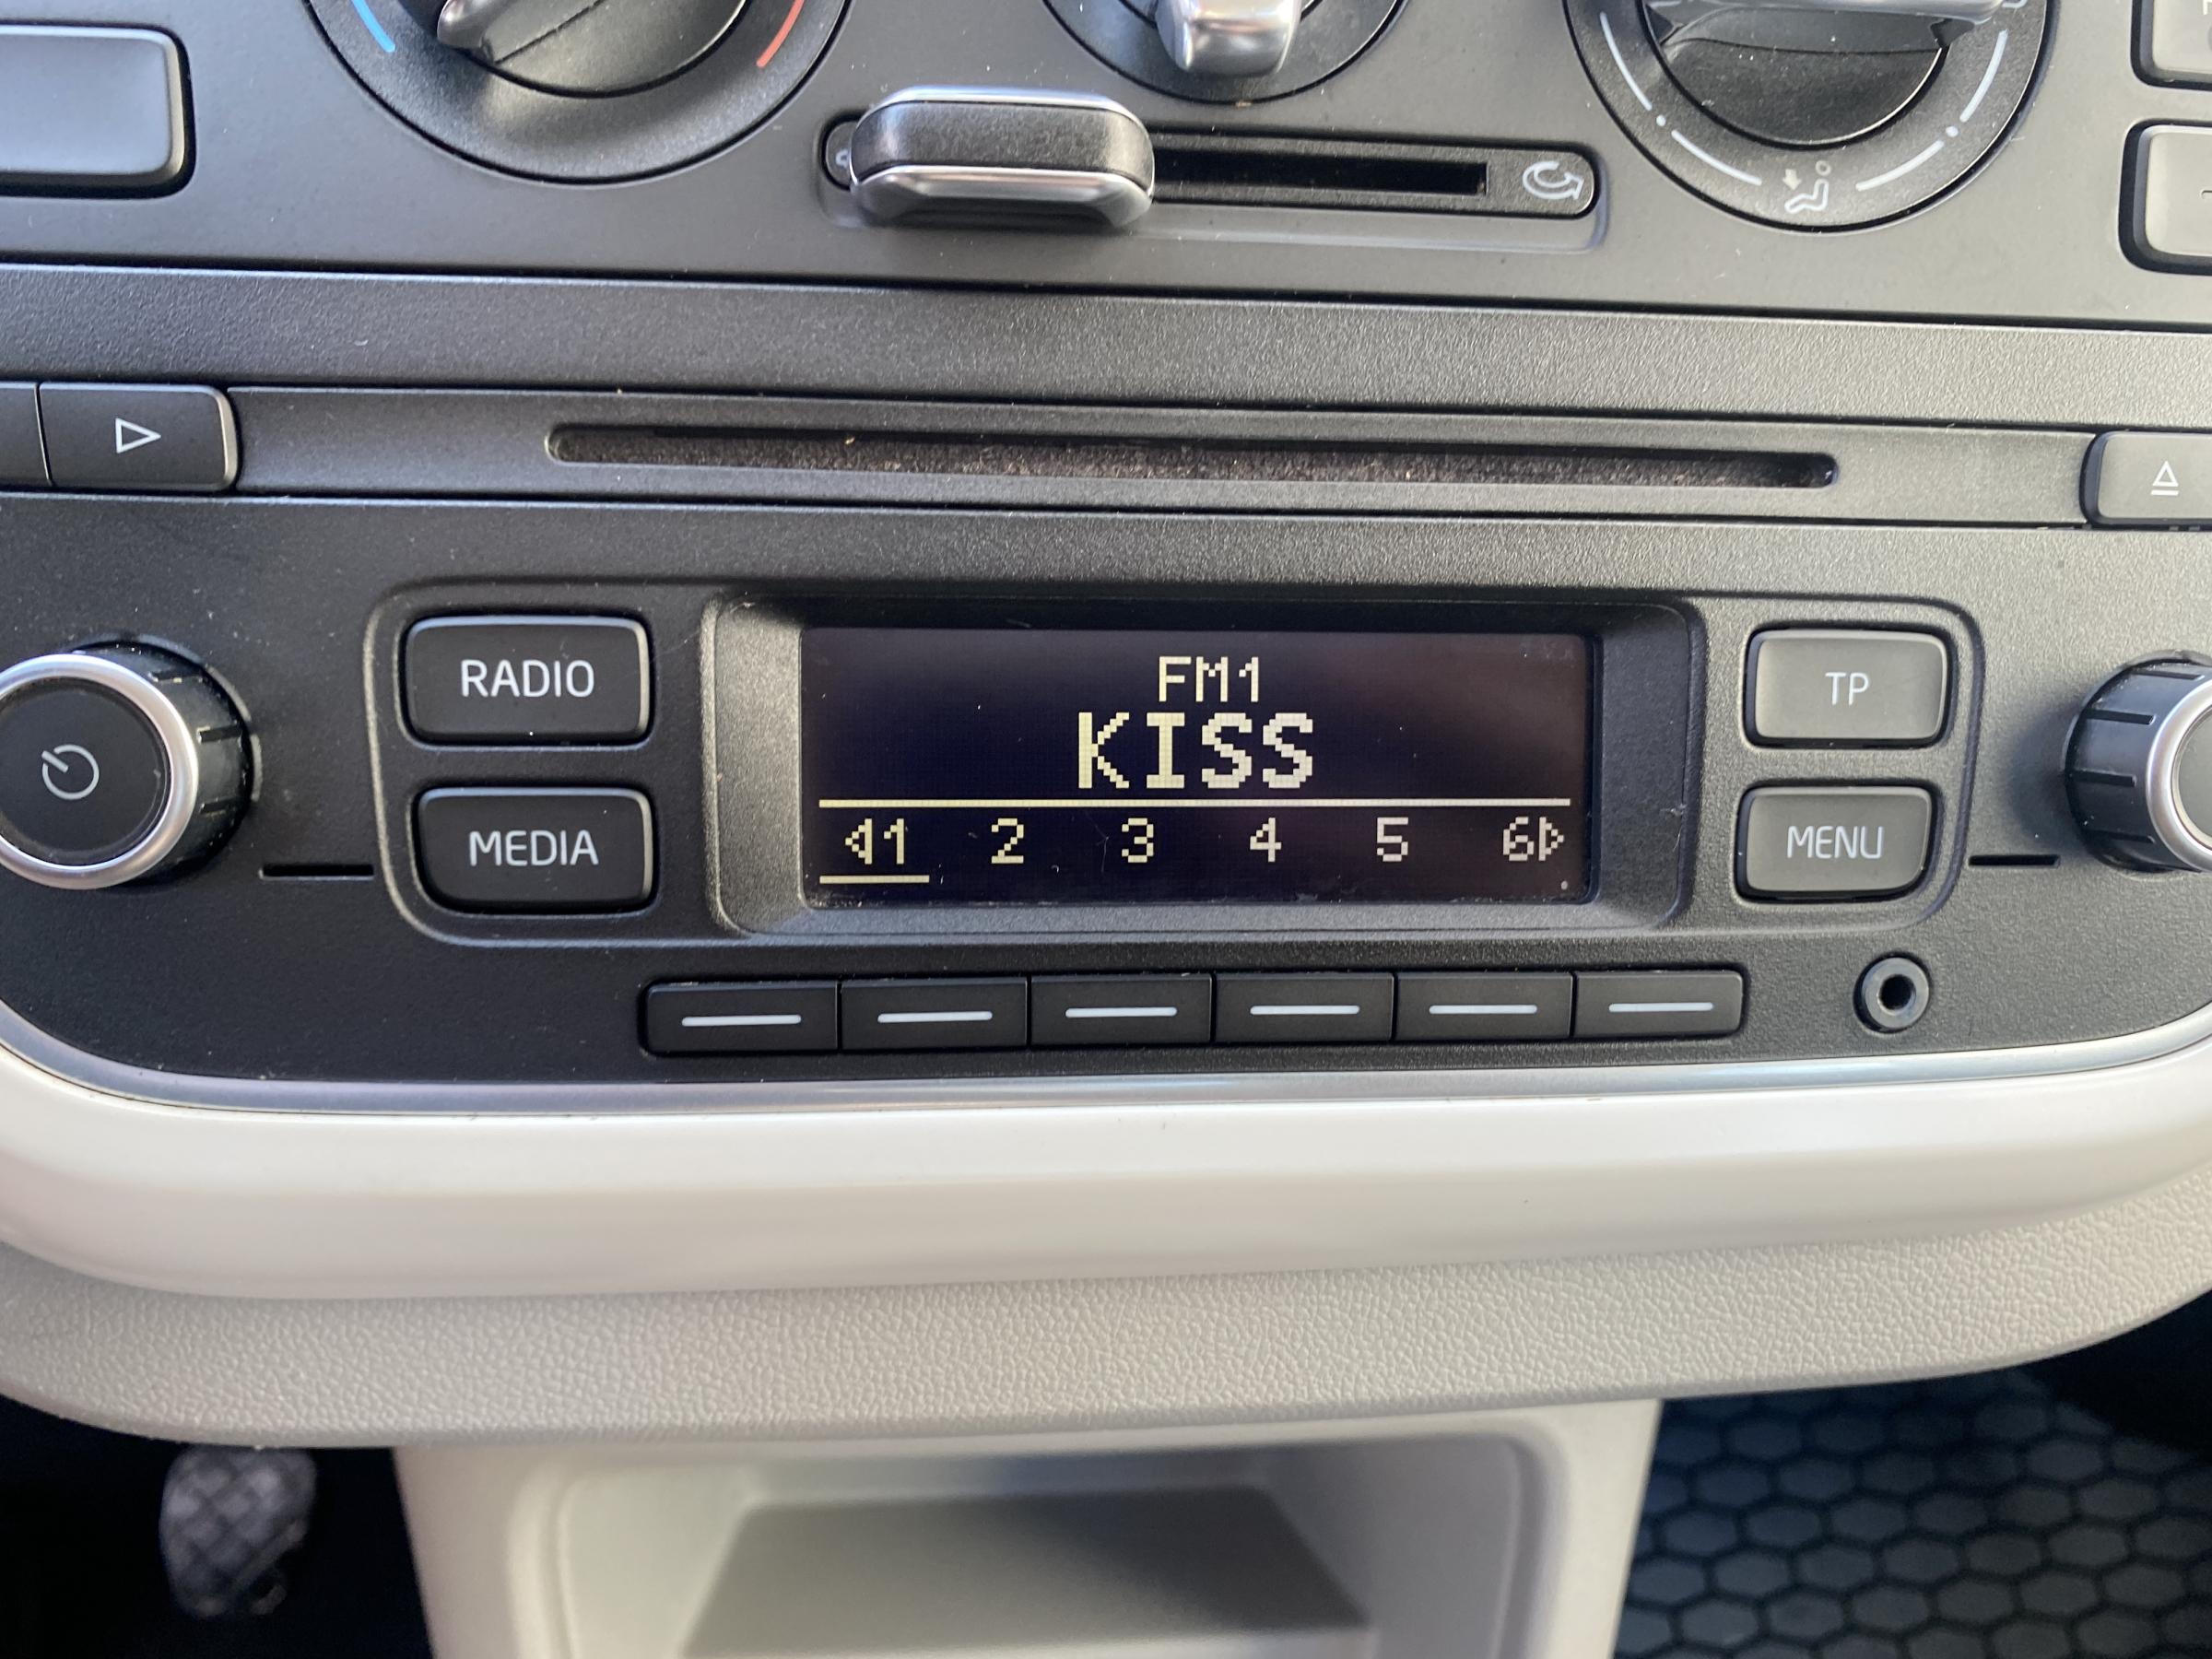 RADIO
MEDIA
FM1
KISS
1 2 3 4 5 6
TP
MENU